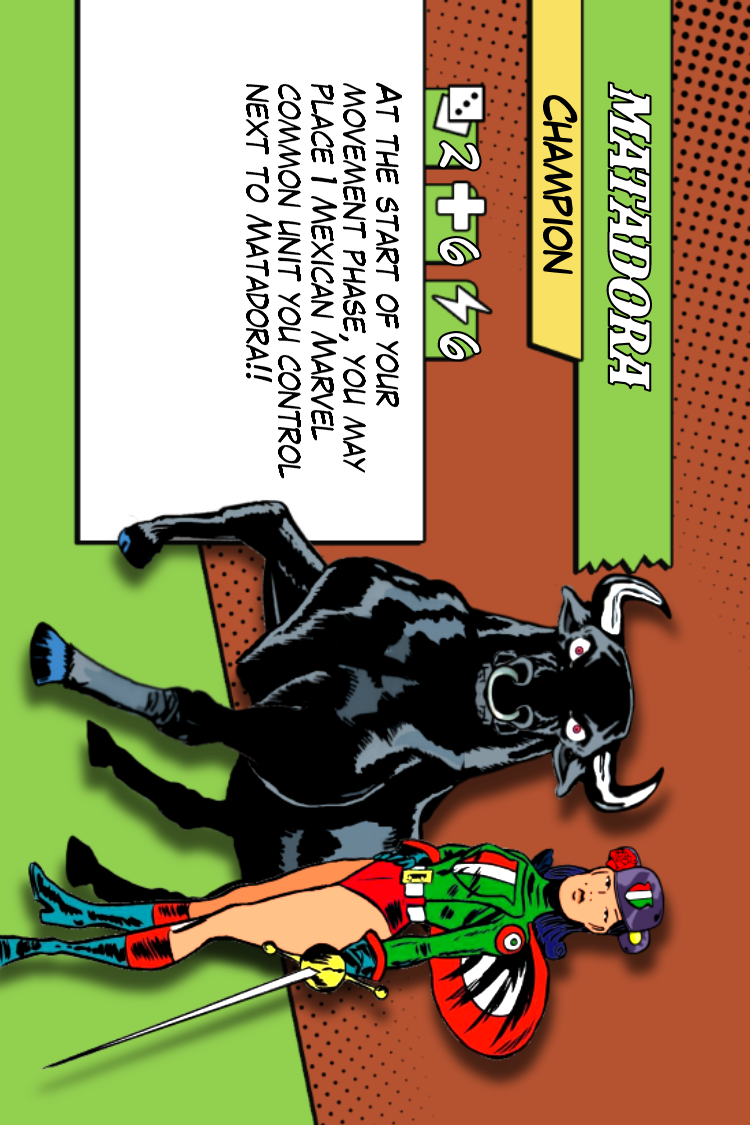 MATADORA
CHAMPION
2 6 6
AT THE START OF YOUR
MOVEMENT PHASE, YOU MAY
PLACE 1 MEXICAN MARVEL
COMMON UNIT YOU CONTROL
NEXT TO MATADORA!!